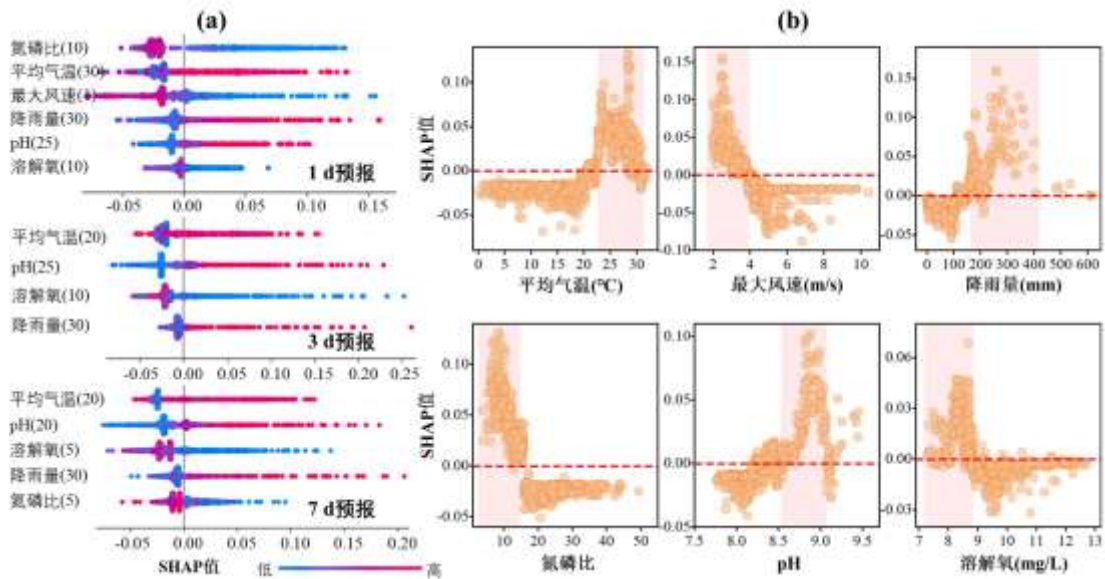 (a)
氮磷比(10)
平均气温(30)
最大风速(1)
降雨量(30)
pH(25)
溶解氧(10)
1 d预报
-0.05 0.00 0.05 0.10 0.15
平均气温(20)
pH(25)
溶解氧(10)
降雨量(30)
3 d预报
-0.05 0.00 0.05 0.10 0.15 0.20 0.25
平均气温(20)
pH(20)
溶解氧(5)
降雨量(30)
氮磷比(5)
7 d预报
-0.05 0.00 0.05 0.10 0.15 0.20
SHAP值 低 高
(b)
SHAP值
0.10
0.05
0.00
-0.05
0 5 10 15 20 25 30
平均气温(℃)
0.15
0.10
0.05
0.00
-0.05
-0.10
2 4 6 8 10
最大风速(m/s)
0.15
0.10
0.05
0.00
-0.05
0 100 200 300 400 500 600
降雨量(mm)
SHAP值
0.10
0.05
0.00
-0.05
10 20 30 40 50
氮磷比
0.10
0.05
0.00
-0.05
7.5 8.0 8.5 9.0 9.5
pH
0.06
0.03
0.00
-0.03
7 8 9 10 11 12 13
溶解氧(mg/L)